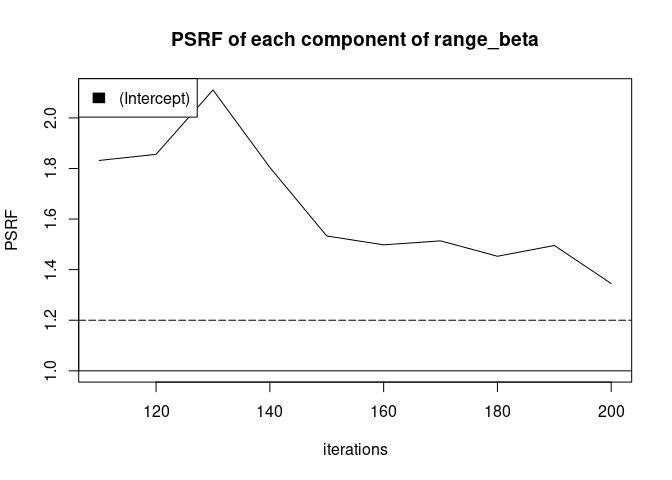 PSRF of each component of range_beta
(Intercept)
PSRF
2.0
1.8
1.6
1.4
1.2
1.0
120 140 160 180 200
iterations